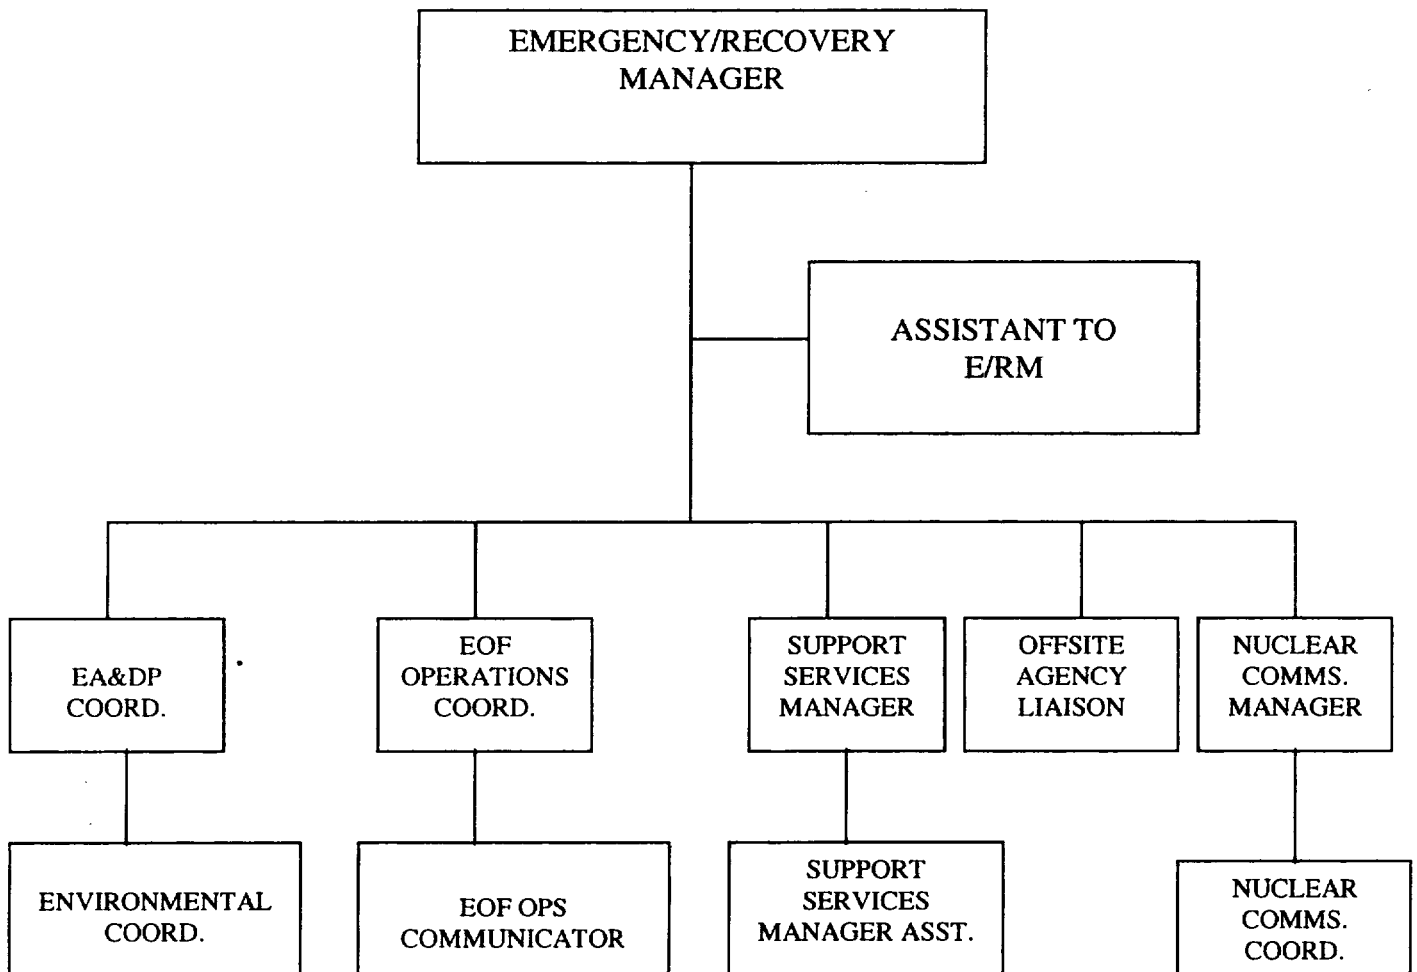 EMERGENCY/RECOVERY
MANAGER
ASSISTANT TO
E/RM
EA&DP
COORD.
EOF
OPERATIONS
COORD.
SUPPORT
SERVICES
MANAGER
OFFSITE
AGENCY
LIAISON
NUCLEAR
COMMS.
MANAGER
ENVIRONMENTAL
COORD.
EOF OPS
COMMUNICATOR
SUPPORT
SERVICES
MANAGER ASST.
NUCLEAR
COMMS.
COORD.